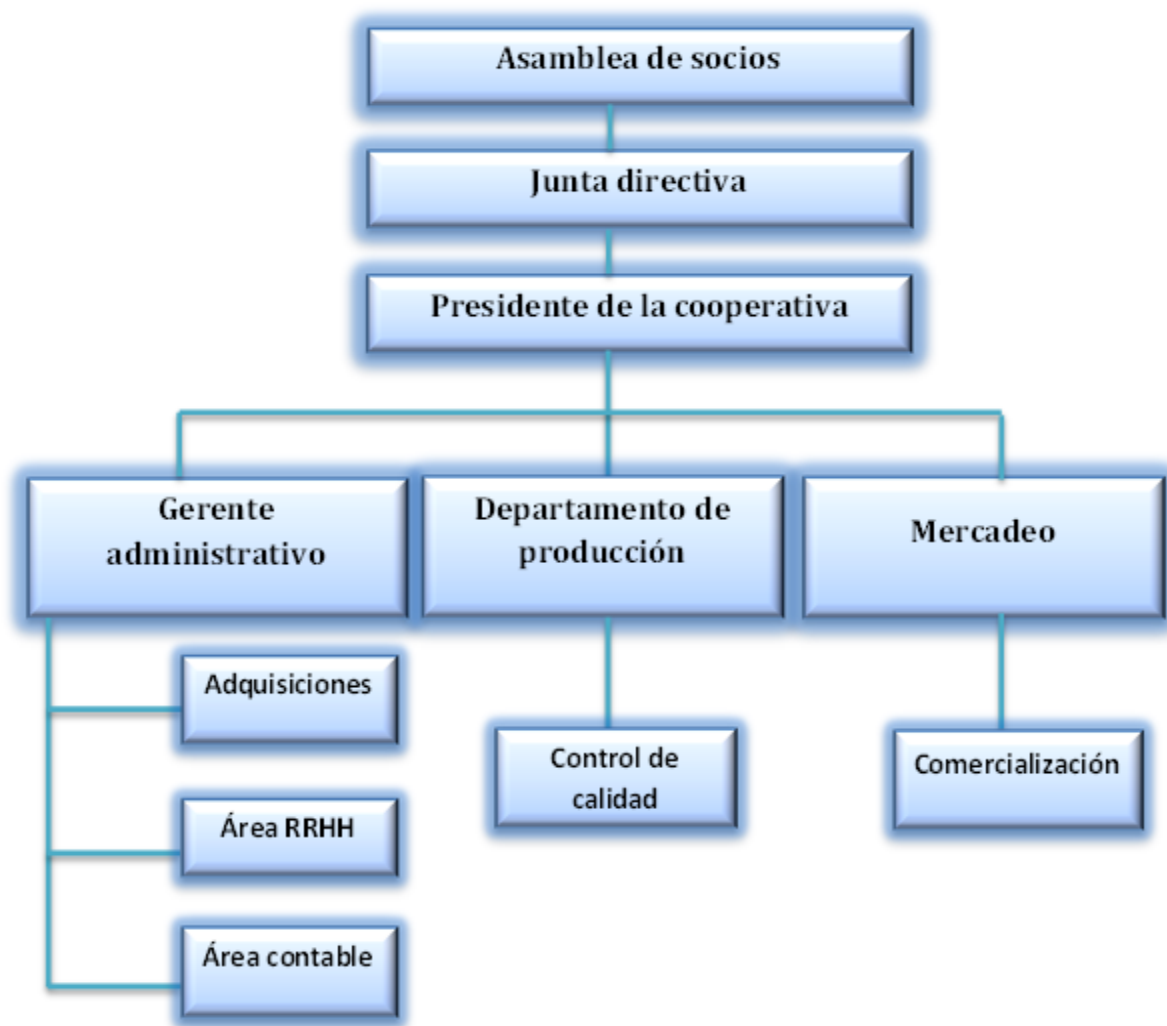 Asamblea de socios
Junta directiva
Presidente de la cooperativa
Gerente
administrativo
Departamento de
producción
Mercadeo
Adquisiciones
Área RRHH
Área contable
Control de
calidad
Comercialización